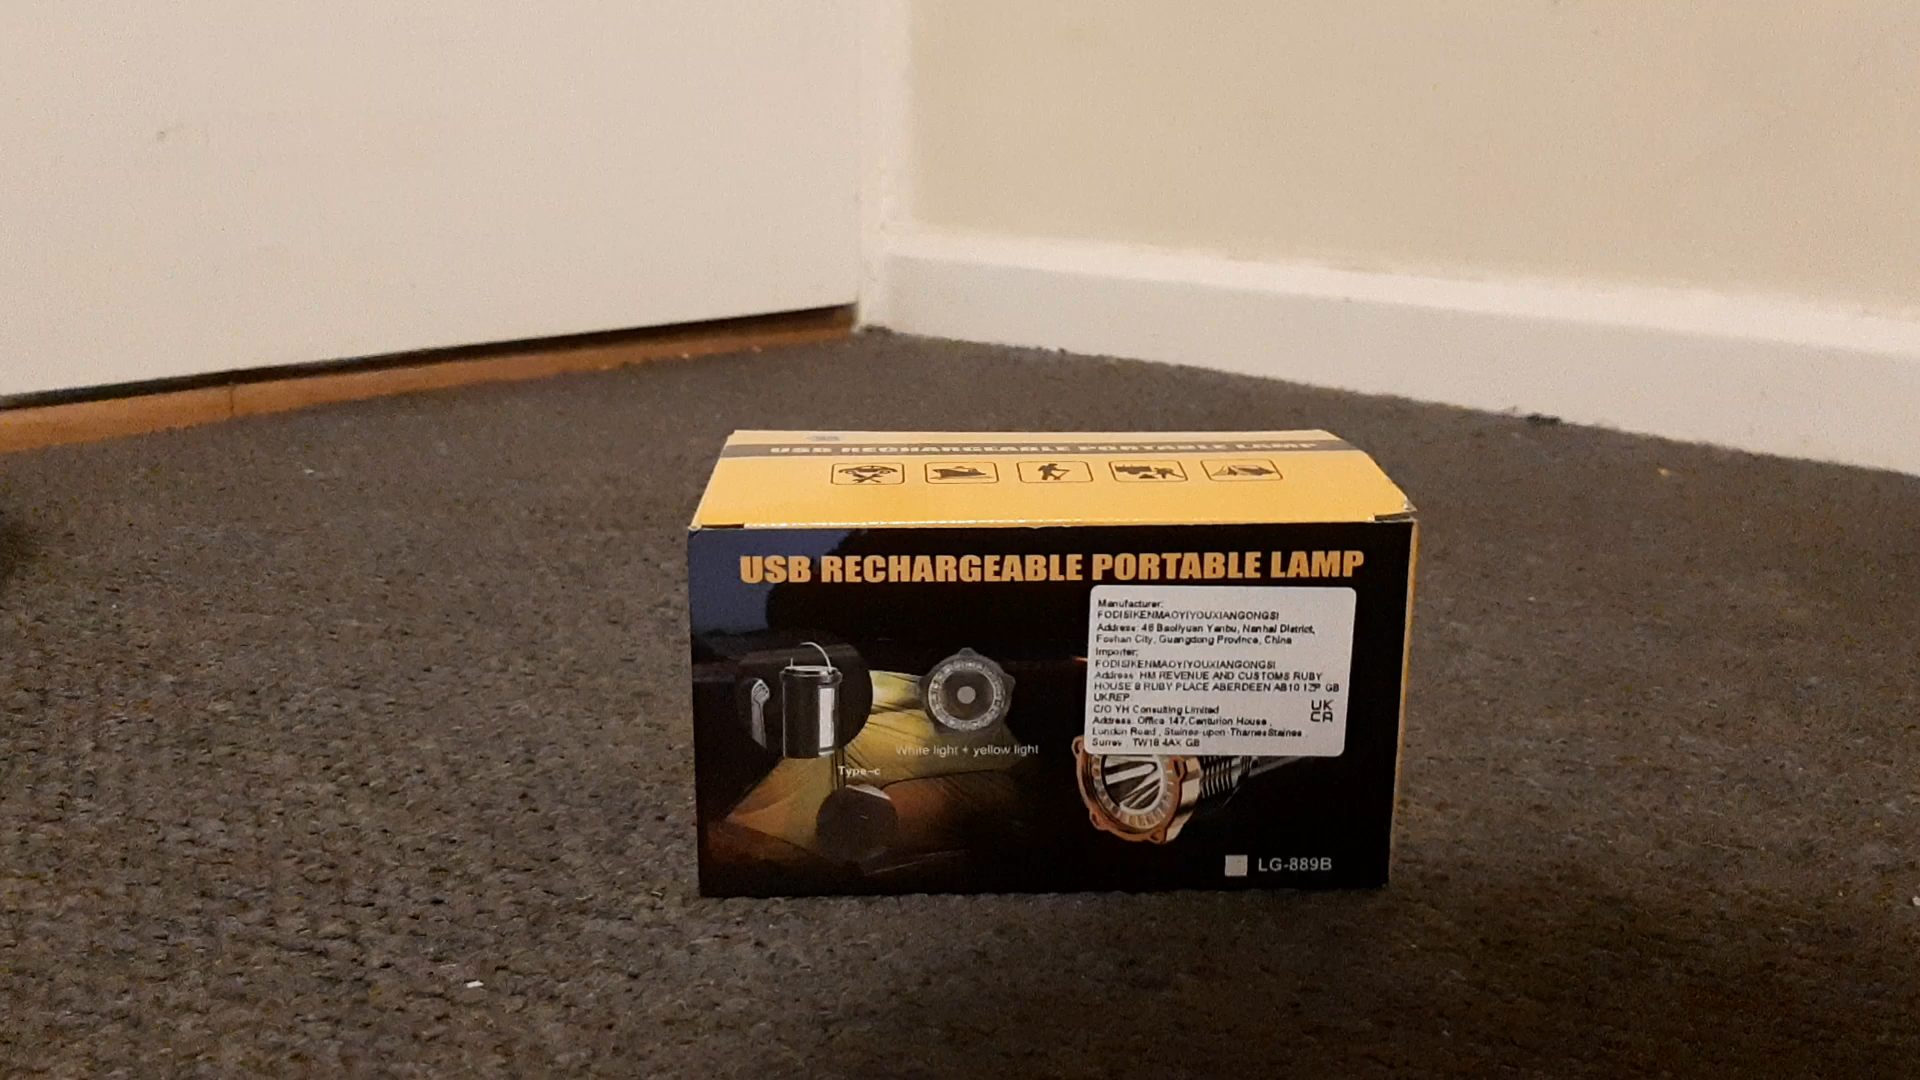 USB RECHARGEABLE PORTABLE LAMP
USB RECHARGEABLE PORTABLE LAMP
Manufacturer:
FODISIKENMAOYIYOUXIANGONGSI
Address: 46 Baoliyuan Yanbu, Nanhai District,
Foshan City, Guangdong Province, China
Importer:
FODISIKENMAOYIYOUXIANGONGSI
Address: HM REVENUE AND CUSTOMS RUBY
HOUSE 8 RUBY PLACE ABERDEEN AB10 1ZP GB
UKREP
C/O YH Consulting Limited
Address: Office 147, Centurion House,
London Road, Staines-upon-Thames Staines,
Surrey, TW18 4AX GB
UK
CA
White light + yellow light
Type-c
LG-889B